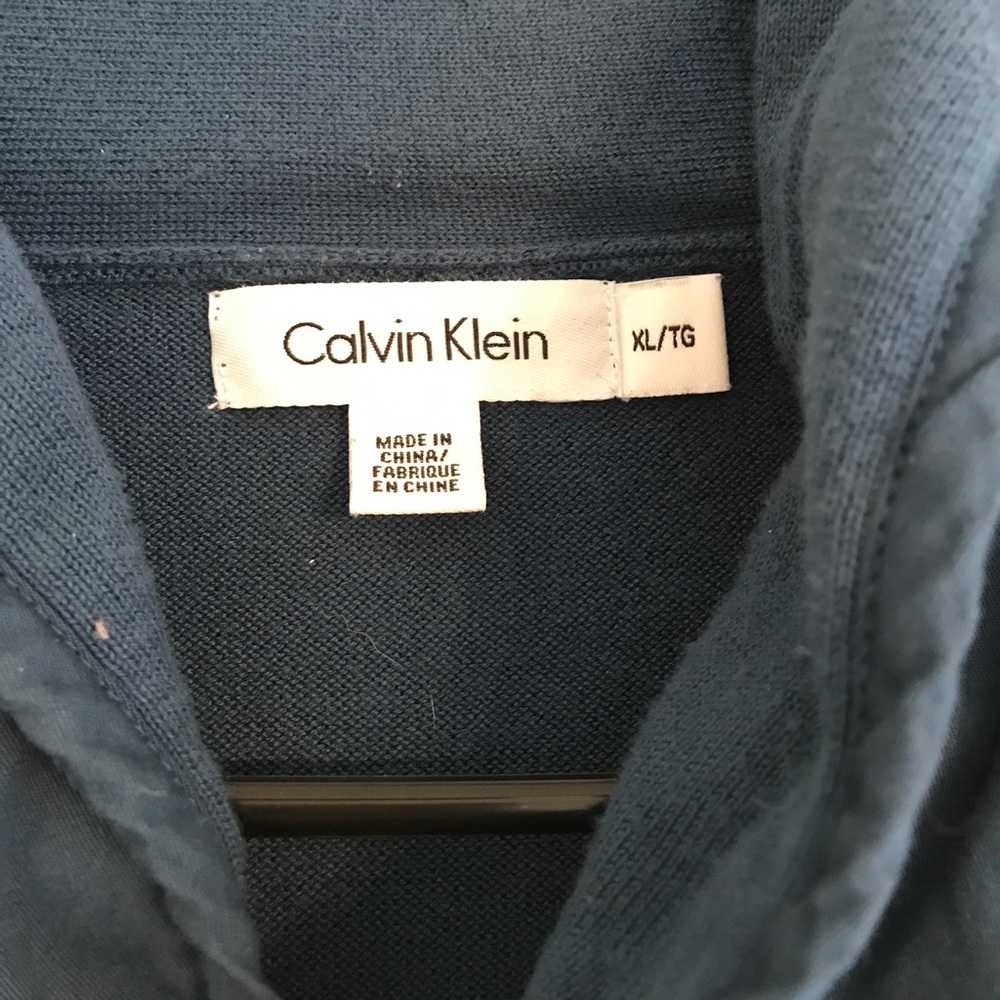 Calvin Klein
XL/TG
MADE IN
CHINA/
FABRIQUE
EN CHINE